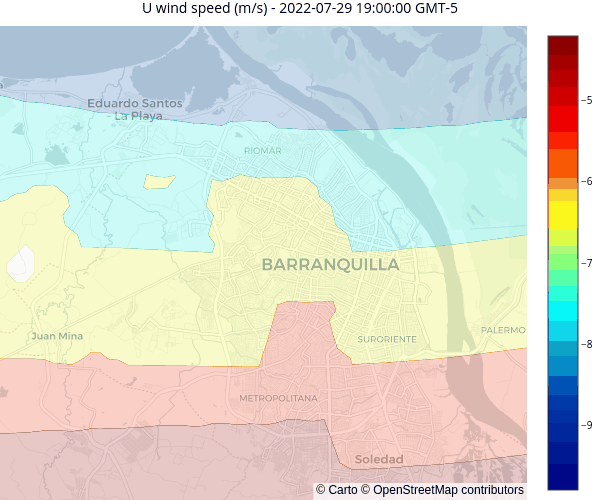 U wind speed (m/s) - 2022-07-29 19:00:00 GMT-5
Eduardo Santos
La Playa
RIOMAR
BARRANQUILLA
Juan Mina
SURORIENTE
PALERMO
METROPOLITANA
Soledad
© Carto © OpenStreetMap contributors
−5
−6
−7
−8
−9